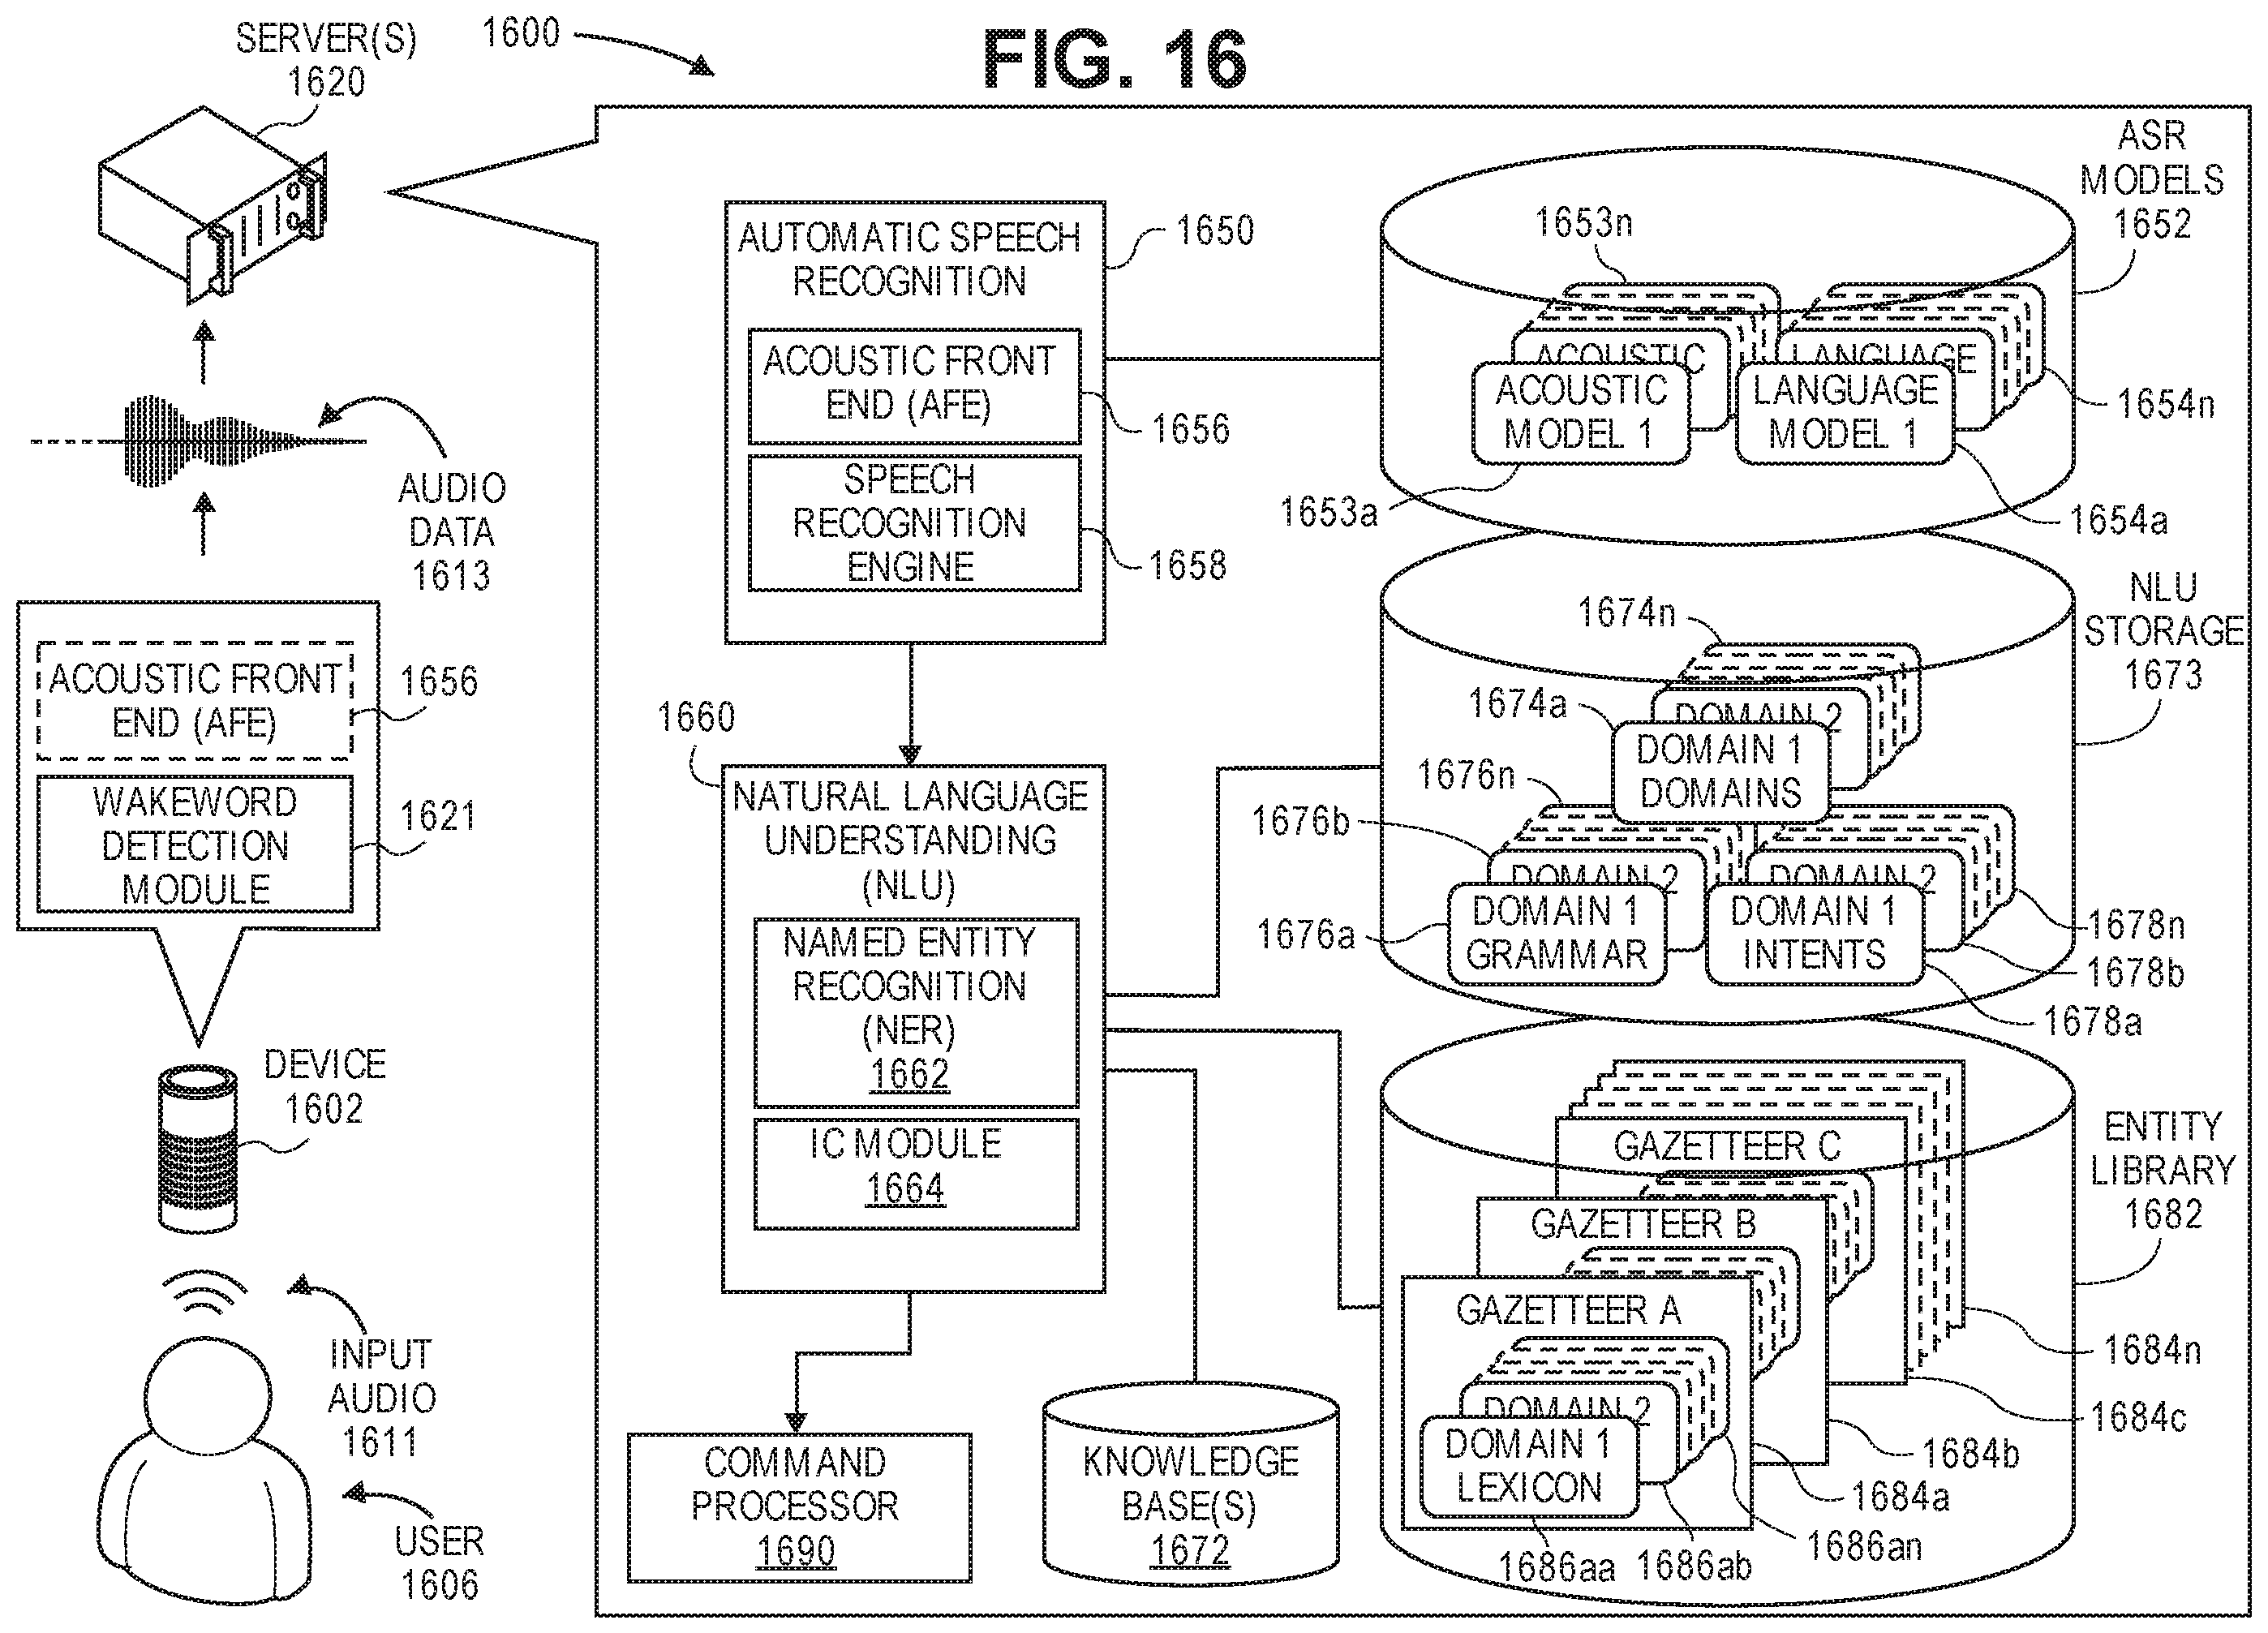 FIG. 16
1600
SERVER(S)
1620
AUDIO
DATA
1613
ACOUSTIC FRONT
END (AFE)
1656
WAKEWORD
DETECTION
MODULE
1621
DEVICE
1602
INPUT
AUDIO
1611
USER
1606
AUTOMATIC SPEECH
RECOGNITION
1650
ACOUSTIC FRONT
END (AFE)
1656
SPEECH
RECOGNITION
ENGINE
1658
1660
NATURAL LANGUAGE
UNDERSTANDING
(NLU)
NAMED ENTITY
RECOGNITION
(NER)
1662
IC MODULE
1664
COMMAND
PROCESSOR
1690
KNOWLEDGE
BASE(S)
1672
ASR
MODELS
1652
1653n
ACOUSTIC
ACOUSTIC
MODEL 1
1653a
LANGUAGE
LANGUAGE
MODEL 1
1654n
1654a
NLU
STORAGE
1673
1674n
1674a
DOMAIN 2
DOMAIN 1
DOMAINS
1676n
1676b
DOMAIN 2
DOMAIN 1
GRAMMAR
1676a
DOMAIN 2
DOMAIN 1
INTENTS
1678n
1678b
1678a
ENTITY
LIBRARY
1682
GAZETTEER C
GAZETTEER B
GAZETTEER A
DOMAIN 2
DOMAIN 1
LEXICON
1684n
1684c
1684b
1684a
1686an
1686ab
1686aa